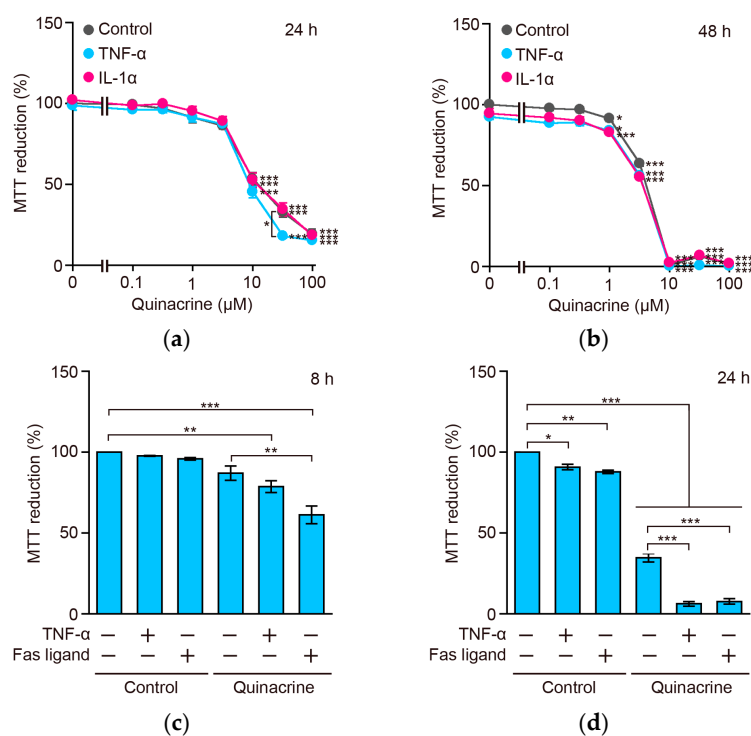 150
Control
24 h
TNF-α
IL-1α
100
50
0
MTT reduction (%)
***
***
***
***
***
*
***
***
***
***
0
0.1
1
10
100
Quinacrine (μM)
(a)
150
Control
48 h
TNF-α
IL-1α
100
50
0
MTT reduction (%)
*
*
***
***
***
***
***
***
***
***
***
***
***
***
***
0
0.1
1
10
100
Quinacrine (μM)
(b)
150
8 h
100
50
0
MTT reduction (%)
***
**
**
TNF-α − + − − + −
Fas ligand − − + − − +
Control Quinacrine
(c)
150
24 h
100
50
0
MTT reduction (%)
***
**
*
***
***
TNF-α − + − − + −
Fas ligand − − + − − +
Control Quinacrine
(d)